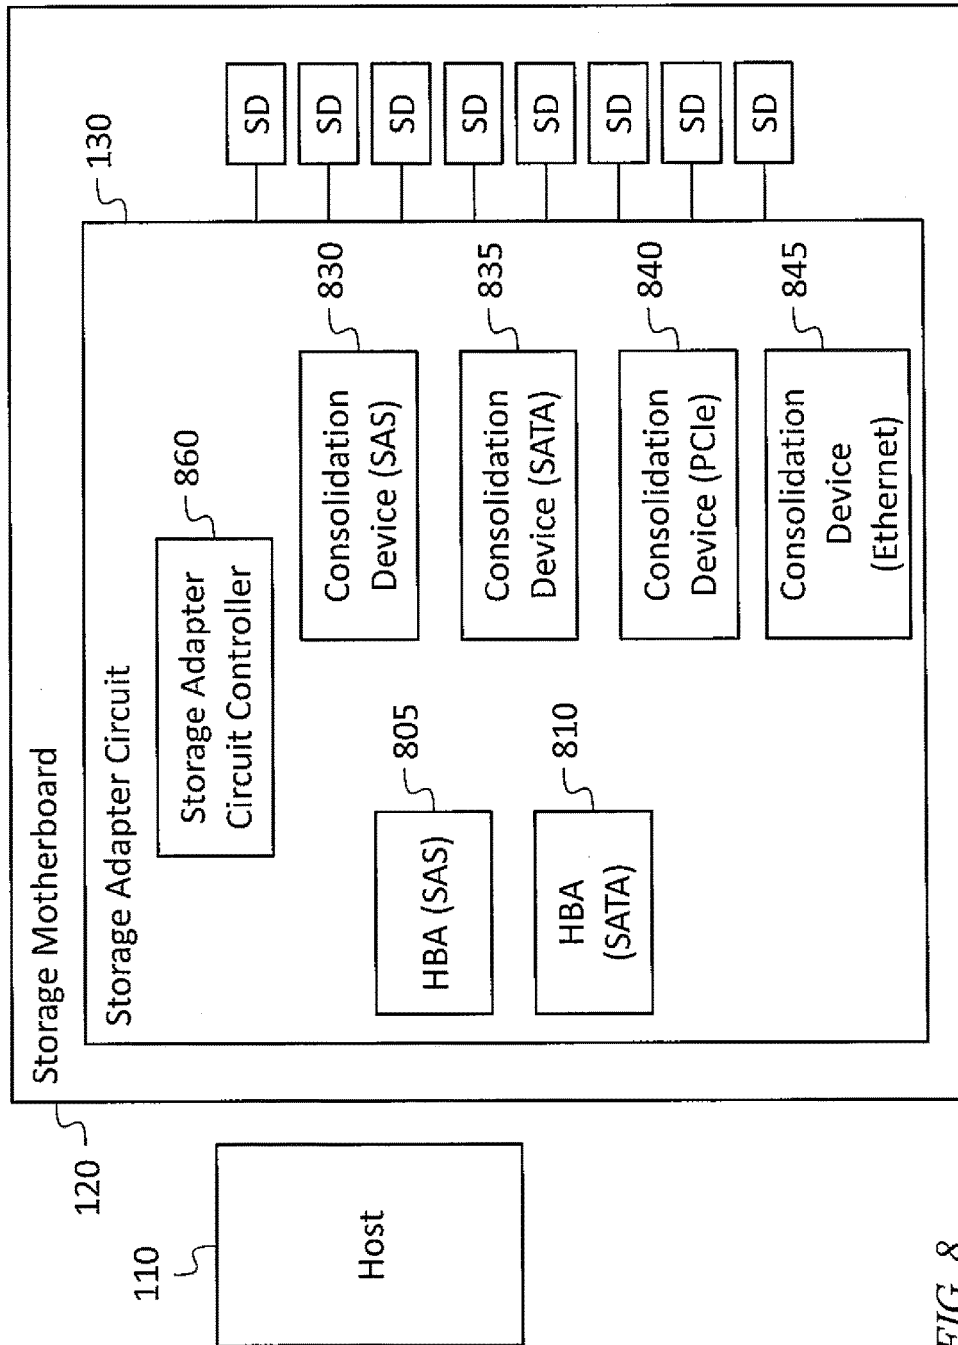 110
Host
120
Storage Motherboard
Storage Adapter Circuit
130
Storage Adapter
Circuit Controller
860
HBA (SAS)
805
HBA
(SATA)
810
Consolidation
Device (SAS)
830
Consolidation
Device (SATA)
835
Consolidation
Device (PCIe)
840
Consolidation
Device
(Ethernet)
845
SD
SD
SD
SD
SD
SD
SD
SD
FIG. 8